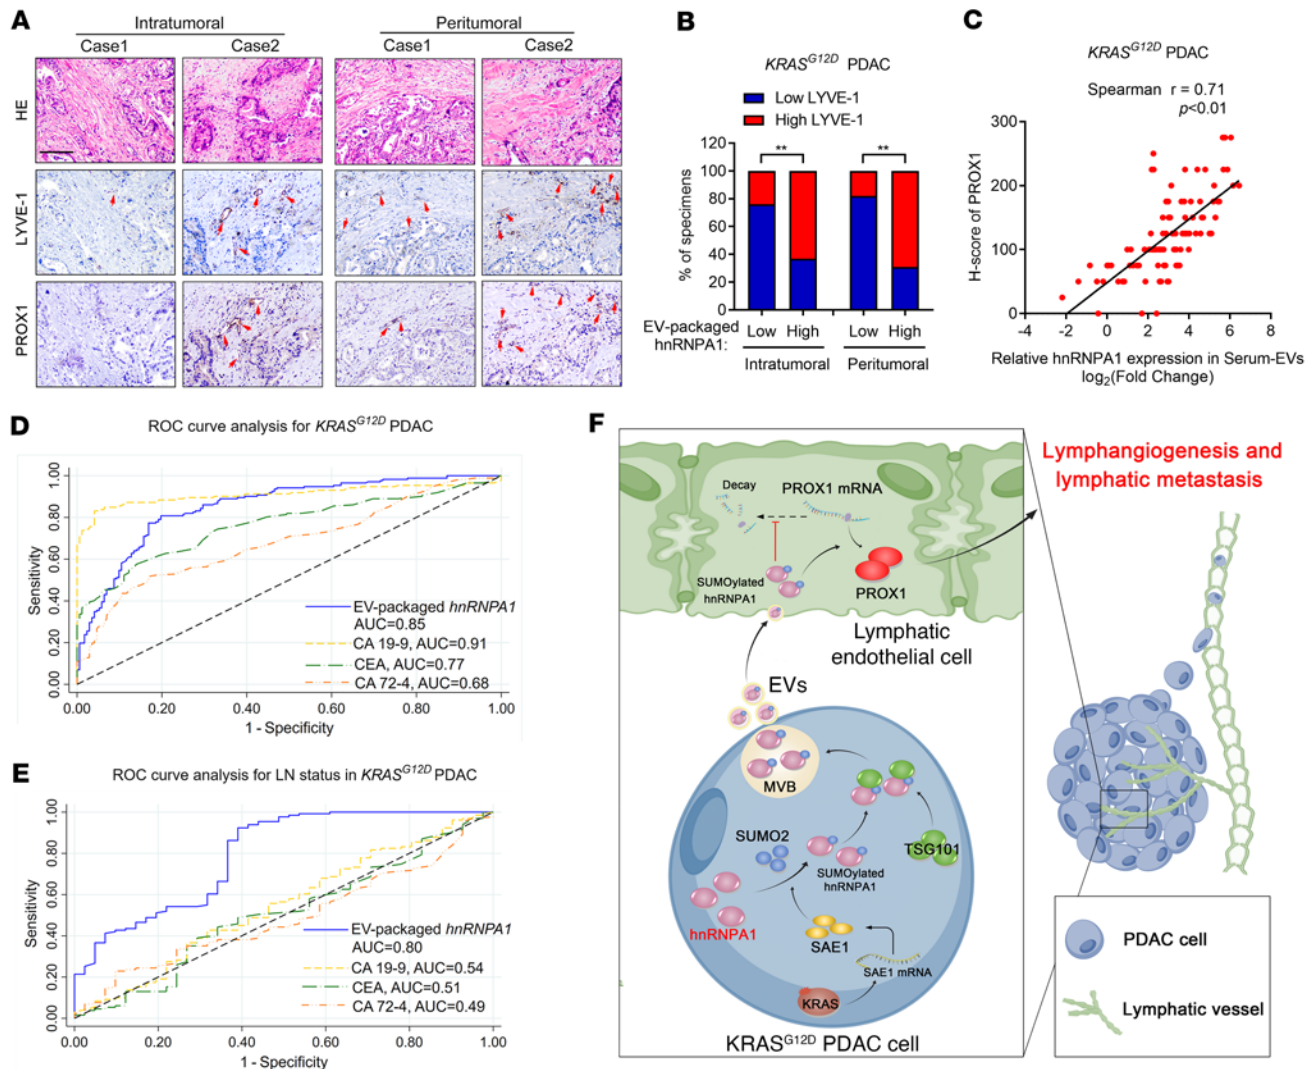 A
Intratumoral
Peritumoral
Case1
Case2
Case1
Case2
HE
LYVE-1
PROX1
B
KRASG12D PDAC
Low LYVE-1
High LYVE-1
% of specimens
120
100
80
60
40
20
0
**
**
EV-packaged
hnRNPA1:
Low
High
Low
High
Intratumoral
Peritumoral
C
KRASG12D PDAC
Spearman r = 0.71
p<0.01
H-score of PROX1
300
200
100
0
-4
-2
0
2
4
6
8
Relative hnRNPA1 expression in Serum-EVs
log2(Fold Change)
D
ROC curve analysis for KRASG12D PDAC
Sensitivity
1.00
0.80
0.60
0.40
0.20
0.00
EV-packaged hnRNPA1
AUC=0.85
CA 19-9, AUC=0.91
CEA, AUC=0.77
CA 72-4, AUC=0.68
0.00
0.20
0.40
0.60
0.80
1.00
1 - Specificity
E
ROC curve analysis for LN status in KRASG12D PDAC
Sensitivity
1.00
0.80
0.60
0.40
0.20
0.00
EV-packaged hnRNPA1
AUC=0.80
CA 19-9, AUC=0.54
CEA, AUC=0.51
CA 72-4, AUC=0.49
0.00
0.20
0.40
0.60
0.80
1.00
1 - Specificity
F
Decay
PROX1 mRNA
SUMOylated
hnRNPA1
PROX1
Lymphatic
endothelial cell
EVs
MVB
SUMO2
TSG101
SUMOylated
hnRNPA1
hnRNPA1
SAE1
SAE1 mRNA
KRAS
KRASG12D PDAC cell
Lymphangiogenesis and
lymphatic metastasis
PDAC cell
Lymphatic vessel